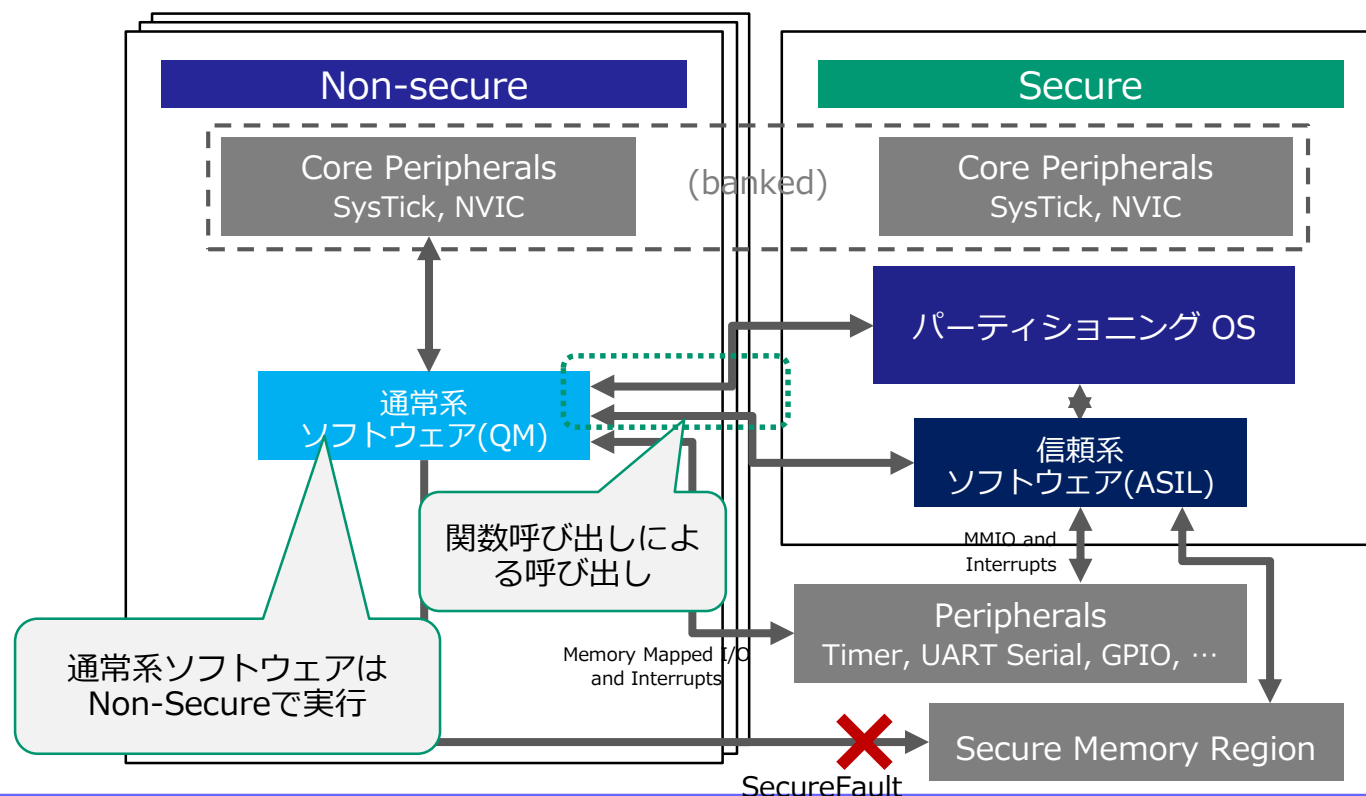 Non-secure
Secure
Core Peripherals
SysTick, NVIC
(banked)
Core Peripherals
SysTick, NVIC
パーティショニング OS
通常系
ソフトウェア(QM)
信頼系
ソフトウェア(ASIL)
関数呼び出しによ
る呼び出し
MMIO and
Interrupts
Peripherals
Timer, UART Serial, GPIO, …
Memory Mapped I/O
and Interrupts
通常系ソフトウェアは
Non-Secureで実行
Secure Memory Region
SecureFault